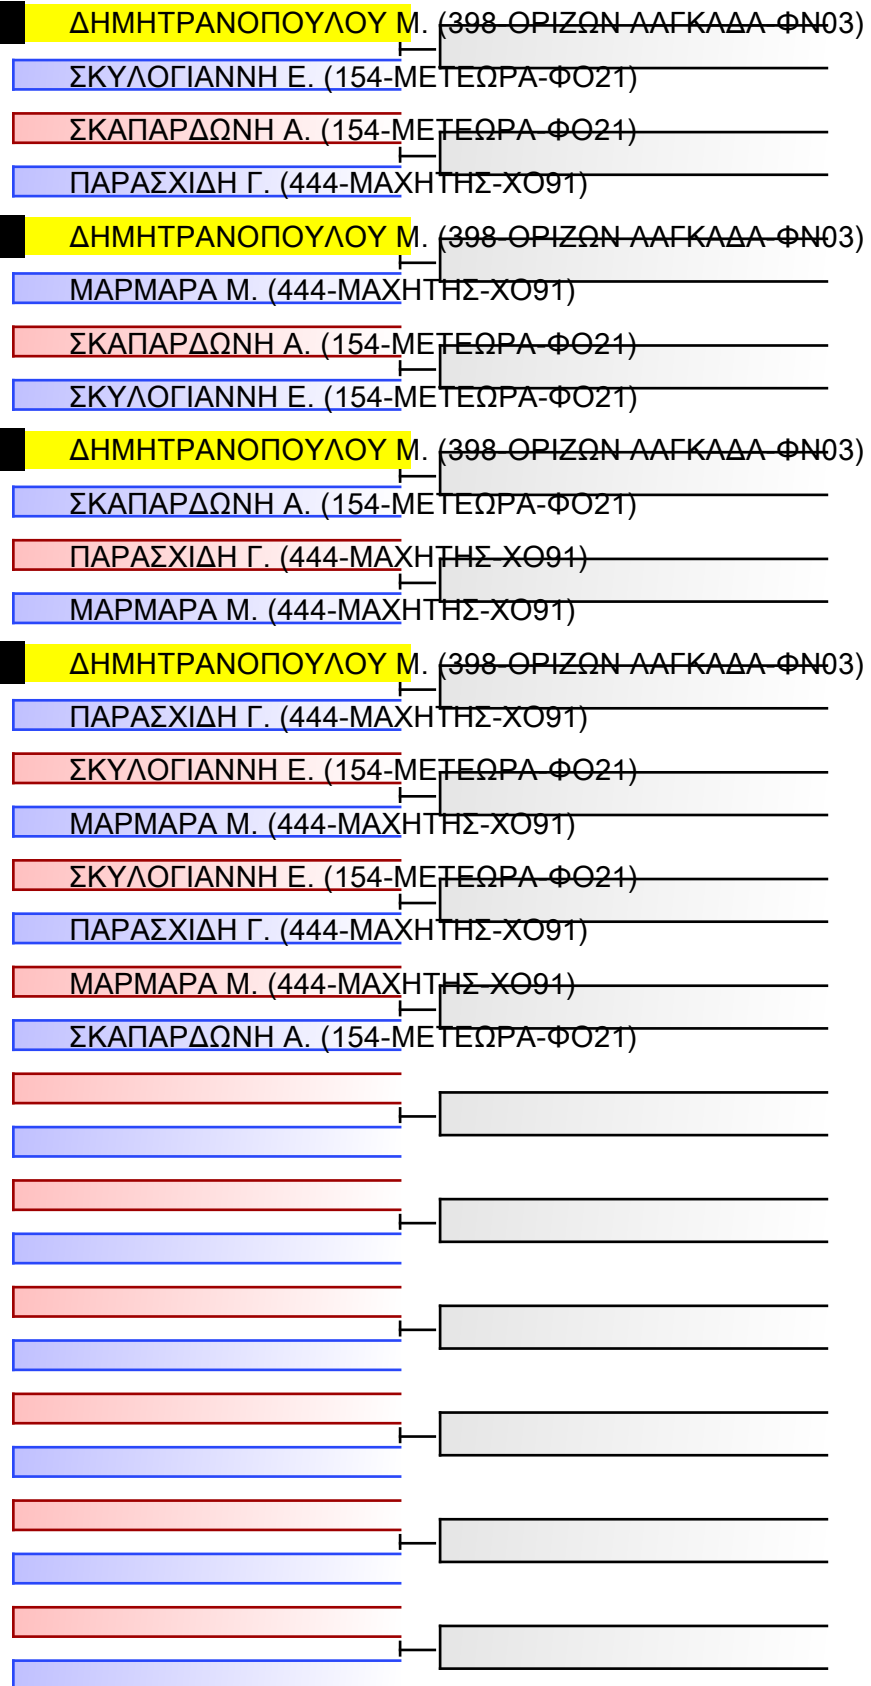 ΔΗΜΗΤΡΑΝΟΠΟΥΛΟΥ Μ. (398-ΟΡΙΖΩΝ ΛΑΓΚΑΔΑ-ΦΝ03)
ΣΚΥΛΟΓΙΑΝΝΗ Ε. (154-ΜΕΤΕΩΡΑ-ΦΟ21)
ΣΚΑΠΑΡΔΩΝΗ Α. (154-ΜΕΤΕΩΡΑ-ΦΟ21)
ΠΑΡΑΣΧΙΔΗ Γ. (444-ΜΑΧΗΤΗΣ-ΧΟ91)
ΔΗΜΗΤΡΑΝΟΠΟΥΛΟΥ Μ. (398-ΟΡΙΖΩΝ ΛΑΓΚΑΔΑ-ΦΝ03)
ΜΑΡΜΑΡΑ Μ. (444-ΜΑΧΗΤΗΣ-ΧΟ91)
ΣΚΑΠΑΡΔΩΝΗ Α. (154-ΜΕΤΕΩΡΑ-ΦΟ21)
ΣΚΥΛΟΓΙΑΝΝΗ Ε. (154-ΜΕΤΕΩΡΑ-ΦΟ21)
ΔΗΜΗΤΡΑΝΟΠΟΥΛΟΥ Μ. (398-ΟΡΙΖΩΝ ΛΑΓΚΑΔΑ-ΦΝ03)
ΣΚΑΠΑΡΔΩΝΗ Α. (154-ΜΕΤΕΩΡΑ-ΦΟ21)
ΠΑΡΑΣΧΙΔΗ Γ. (444-ΜΑΧΗΤΗΣ-ΧΟ91)
ΜΑΡΜΑΡΑ Μ. (444-ΜΑΧΗΤΗΣ-ΧΟ91)
ΔΗΜΗΤΡΑΝΟΠΟΥΛΟΥ Μ. (398-ΟΡΙΖΩΝ ΛΑΓΚΑΔΑ-ΦΝ03)
ΠΑΡΑΣΧΙΔΗ Γ. (444-ΜΑΧΗΤΗΣ-ΧΟ91)
ΣΚΥΛΟΓΙΑΝΝΗ Ε. (154-ΜΕΤΕΩΡΑ-ΦΟ21)
ΜΑΡΜΑΡΑ Μ. (444-ΜΑΧΗΤΗΣ-ΧΟ91)
ΣΚΥΛΟΓΙΑΝΝΗ Ε. (154-ΜΕΤΕΩΡΑ-ΦΟ21)
ΠΑΡΑΣΧΙΔΗ Γ. (444-ΜΑΧΗΤΗΣ-ΧΟ91)
ΜΑΡΜΑΡΑ Μ. (444-ΜΑΧΗΤΗΣ-ΧΟ91)
ΣΚΑΠΑΡΔΩΝΗ Α. (154-ΜΕΤΕΩΡΑ-ΦΟ21)